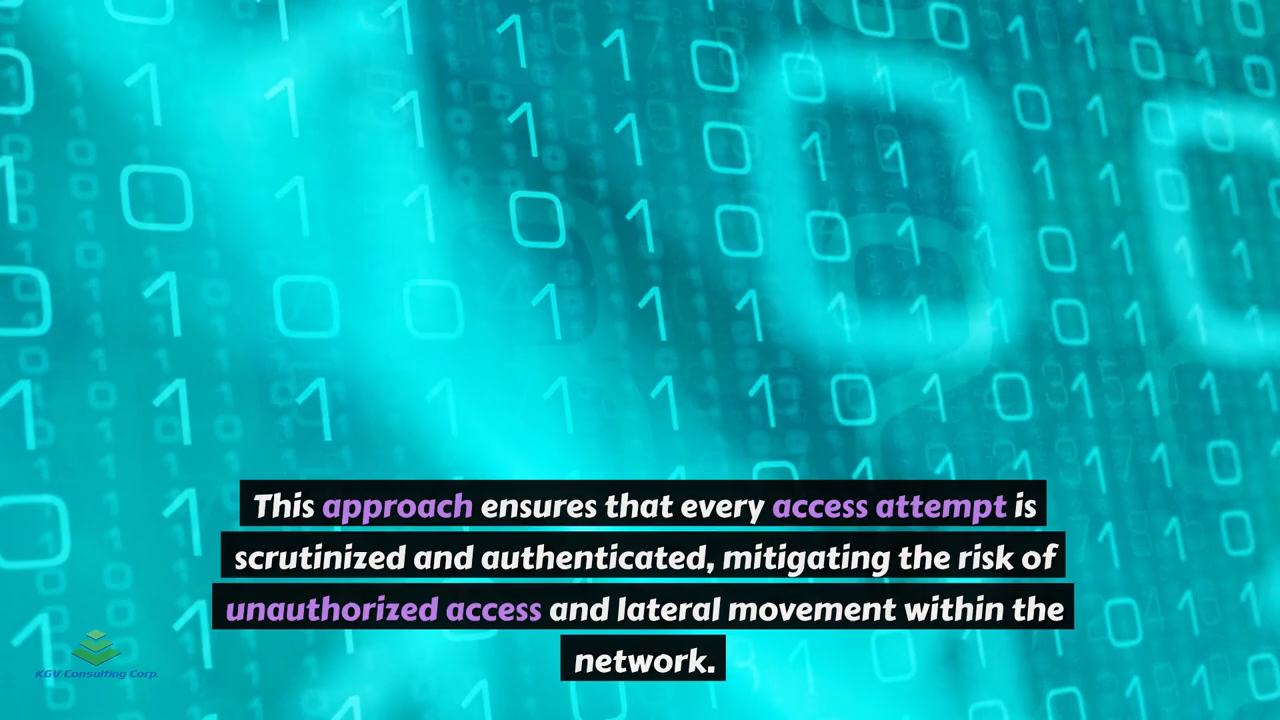 This approach ensures that every access attempt is
scrutinized and authenticated, mitigating the risk of
unauthorized access and lateral movement within the
network.
KGV Consulting Corp.